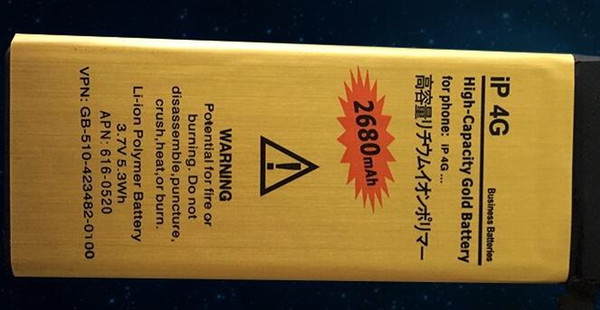 iP 4G
Business Batteries
High-Capacity Gold Battery
for phone: iP 4G...
高容量リチウムイオンポリマー
2680mAh
WARNING
Potential for fire or
burning. Do not
disassemble,puncture,
crush,heat,or burn.
Li-ion Polymer Battery
3.7V 5.3Wh
APN: 616-0520
VPN: GB-510-423482-0100